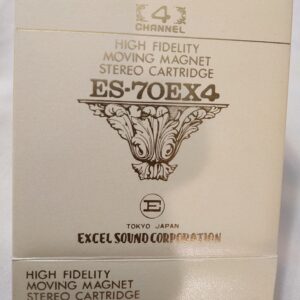 4
CHANNEL
HIGH FIDELITY
MOVING MAGNET
STEREO CARTRIDGE
ES-70EX4
E
TOKYO JAPAN
EXCEL SOUND CORPORATION
HIGH FIDELITY
MOVING MAGNET
STEREO CARTRIDGE